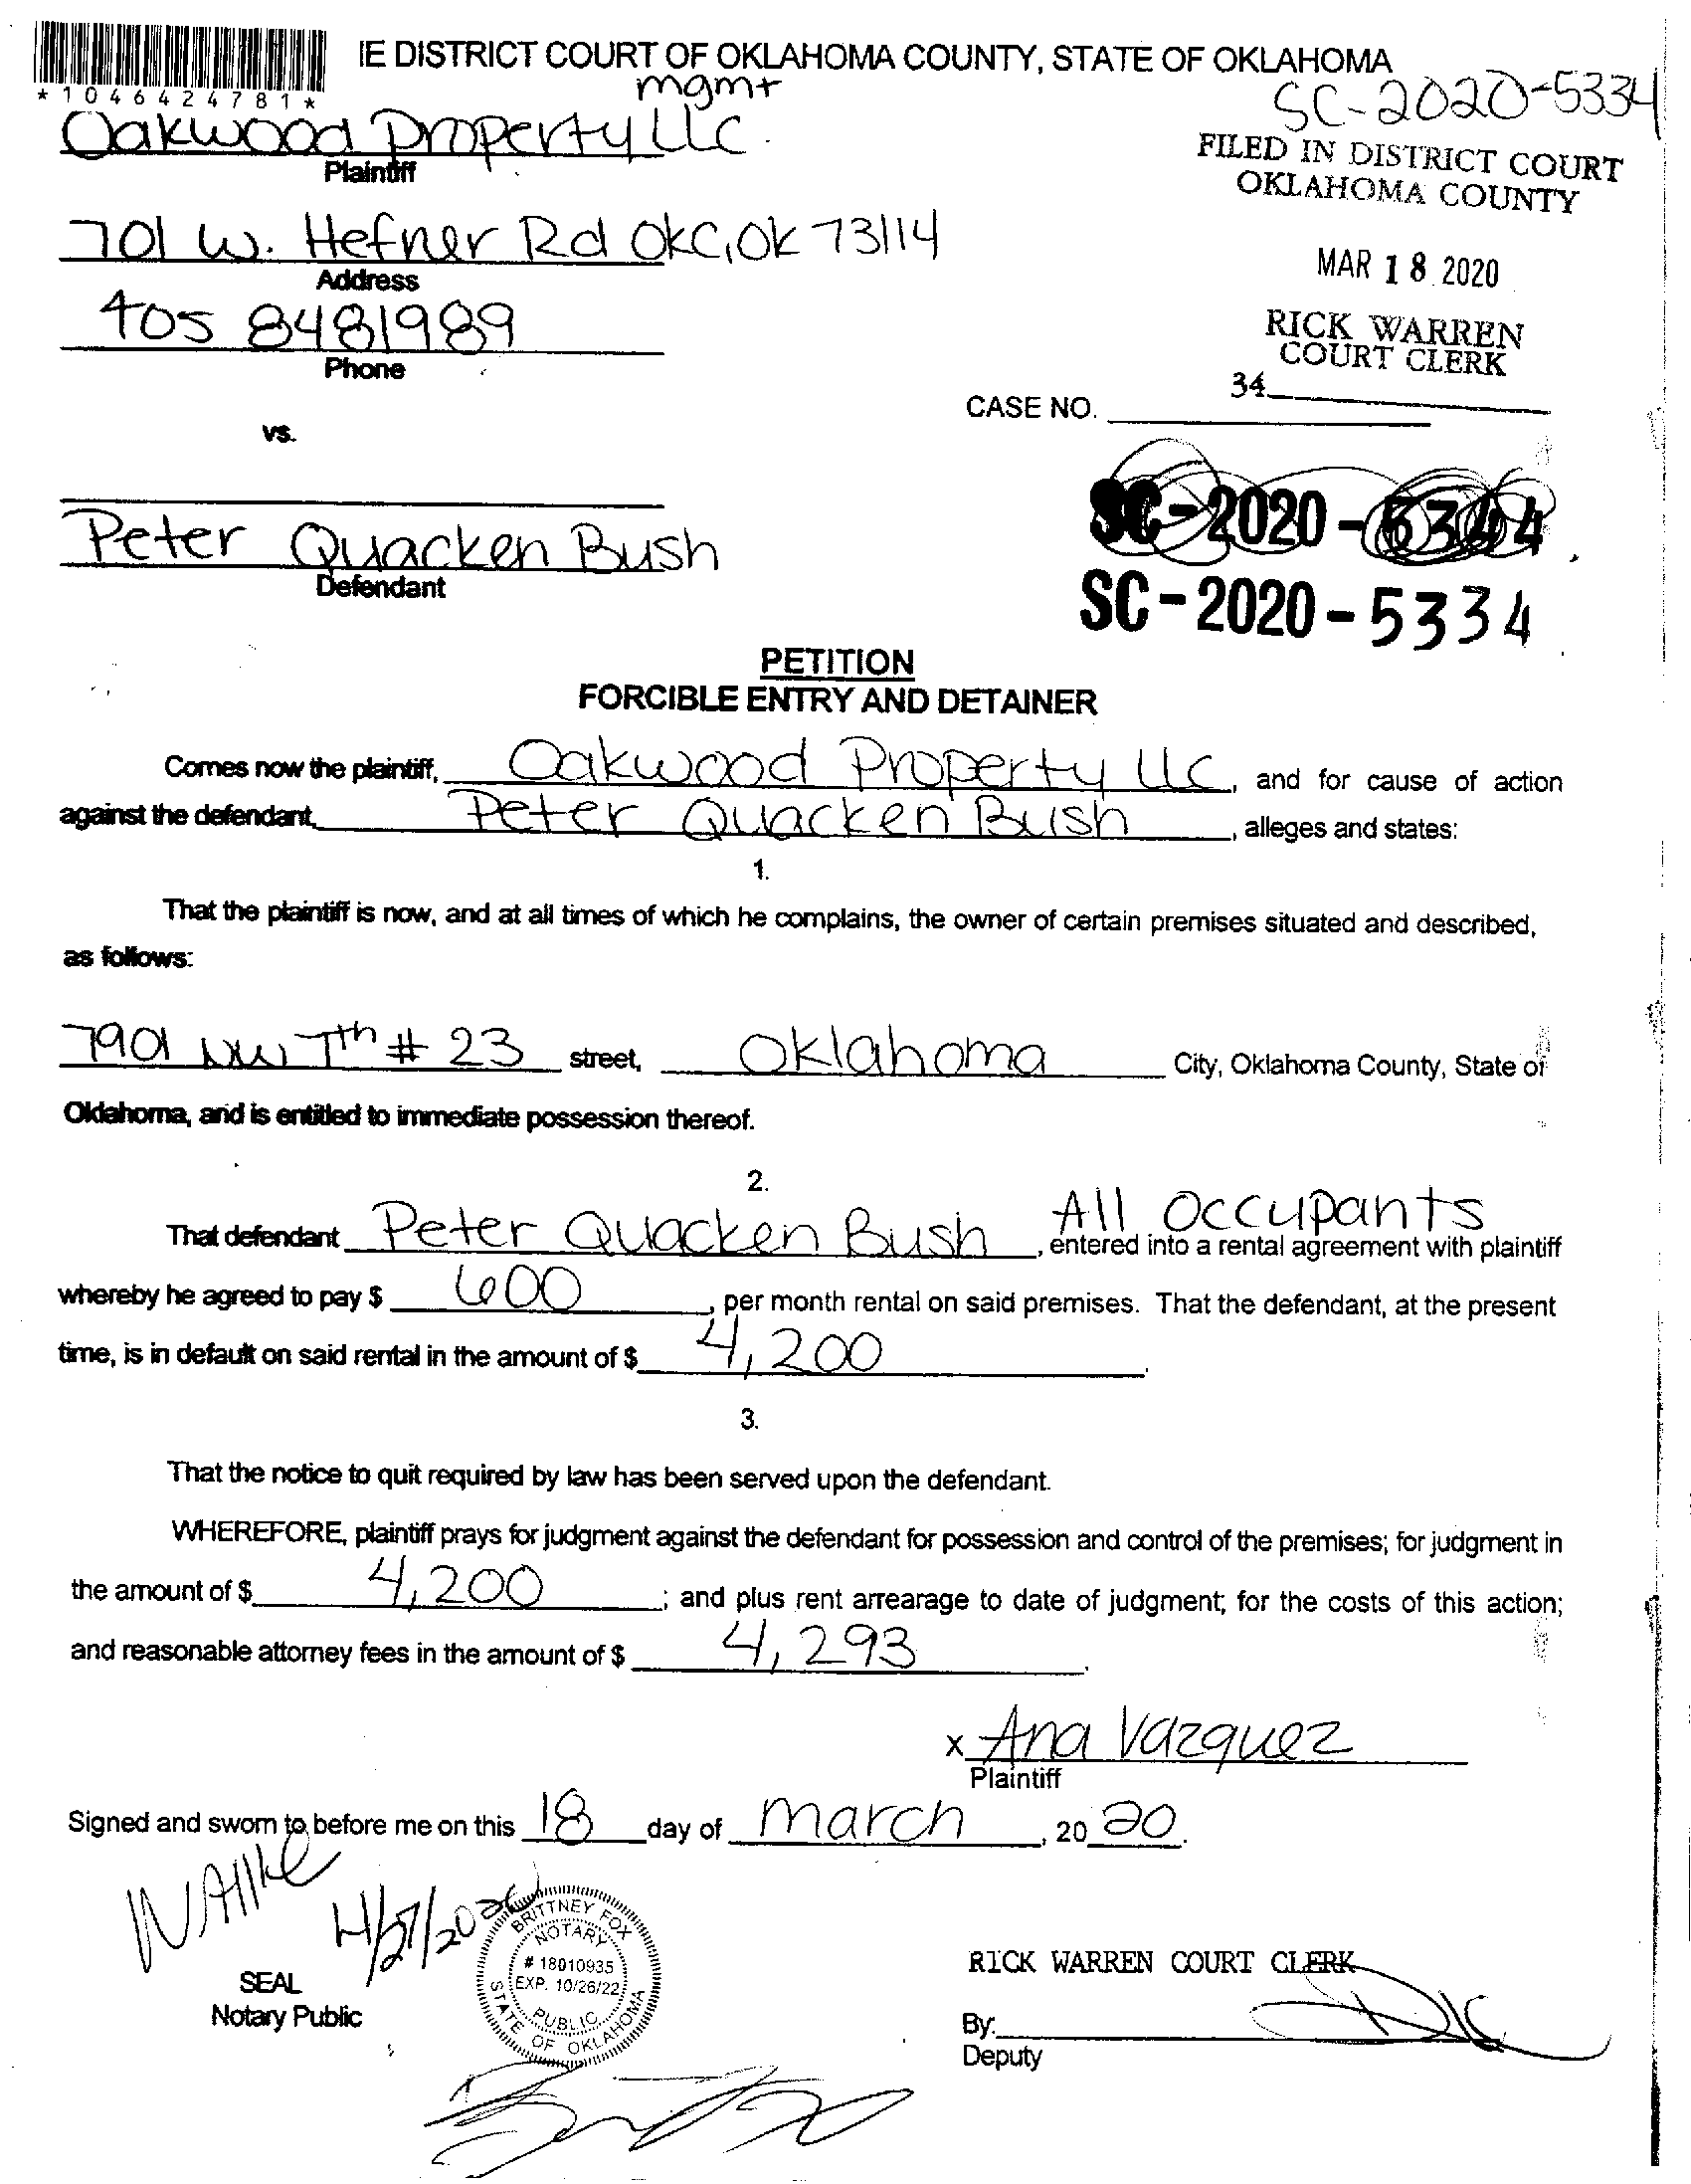 IE DISTRICT COURT OF OKLAHOMA COUNTY, STATE OF OKLAHOMA
*1046424781*
mgmt
SC-2020-5334
Oakwood Property LLC
Plaintiff
FILED IN DISTRICT COURT
OKLAHOMA COUNTY
701 W. Hefner Rd OKC, OK 73114
Address
MAR 18 2020
405 8481989
Phone
RICK WARREN
COURT CLERK
34
CASE NO.
vs.
SC-2020-5344
Peter Quacken Bush
Defendant
SC-2020-5334
PETITION
FORCIBLE ENTRY AND DETAINER
Comes now the plaintiff, Oakwood Property LLC, and for cause of action
against the defendant, Peter Quacken Bush, alleges and states:
1.
That the plaintiff is now, and at all times of which he complains, the owner of certain premises situated and described,
as follows:
7901 NW 7th # 23 street, Oklahoma City, Oklahoma County, State of
Oklahoma, and is entitled to immediate possession thereof.
2.
All Occupants
That defendant Peter Quacken Bush, entered into a rental agreement with plaintiff
whereby he agreed to pay $ 600, per month rental on said premises. That the defendant, at the present
time, is in default on said rental in the amount of $ 4,200.
3.
That the notice to quit required by law has been served upon the defendant.
WHEREFORE, plaintiff prays for judgment against the defendant for possession and control of the premises; for judgment in
the amount of $ 4,200; and plus rent arrearage to date of judgment; for the costs of this action;
and reasonable attorney fees in the amount of $ 4,293.
x Ana Vazquez
Plaintiff
Signed and sworn to before me on this 18 day of march, 2020.
4/27/2020
BRITTNEY FOX
NOTARY
# 18010935
EXP. 10/26/22
PUBLIC
STATE OF OKLAHOMA
SEAL
Notary Public
RICK WARREN COURT CLERK
By:
Deputy